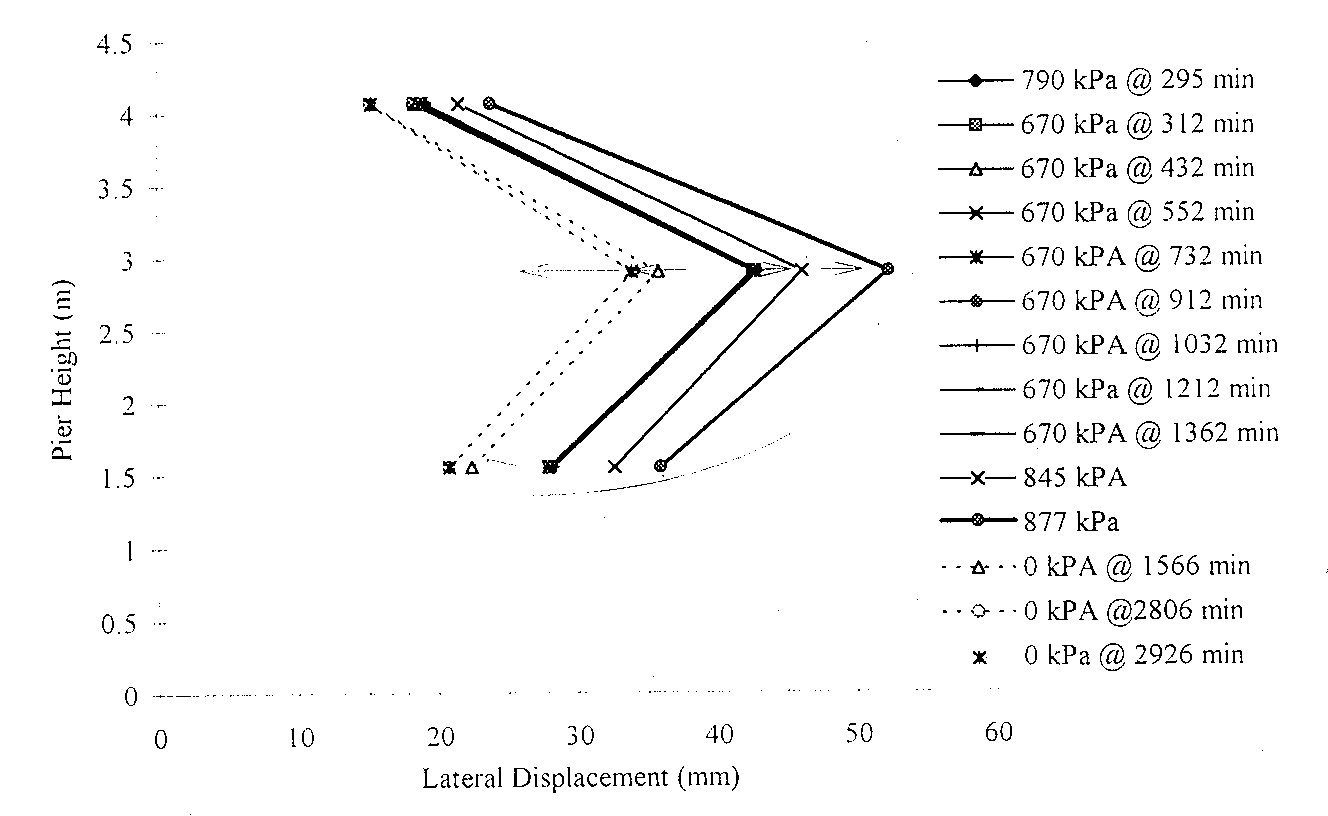 4.5
4
3.5
3
2.5
2
1.5
1
0.5
0
Pier Height (m)
0 10 20 30 40 50 60
Lateral Displacement (mm)
790 kPa @ 295 min
670 kPa @ 312 min
670 kPa @ 432 min
670 kPa @ 552 min
670 kPA @ 732 min
670 kPA @ 912 min
670 kPA @ 1032 min
670 kPa @ 1212 min
670 kPA @ 1362 min
845 kPA
877 kPa
0 kPA @ 1566 min
0 kPA @2806 min
0 kPa @ 2926 min